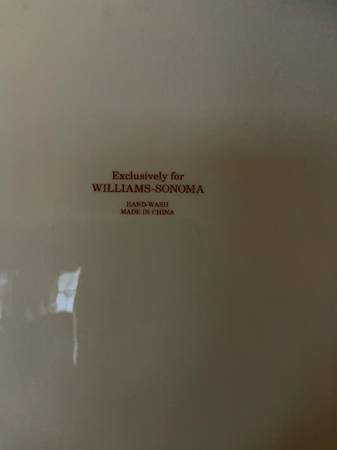 Exclusively for
WILLIAMS-SONOMA
HAND-WASH
MADE IN CHINA